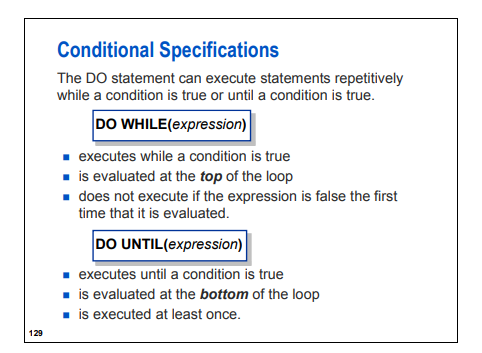 Conditional Specifications
The DO statement can execute statements repetitively
while a condition is true or until a condition is true.
DO WHILE(expression)
■ executes while a condition is true
■ is evaluated at the top of the loop
■ does not execute if the expression is false the first
time that it is evaluated.
DO UNTIL(expression)
■ executes until a condition is true
■ is evaluated at the bottom of the loop
■ is executed at least once.
129